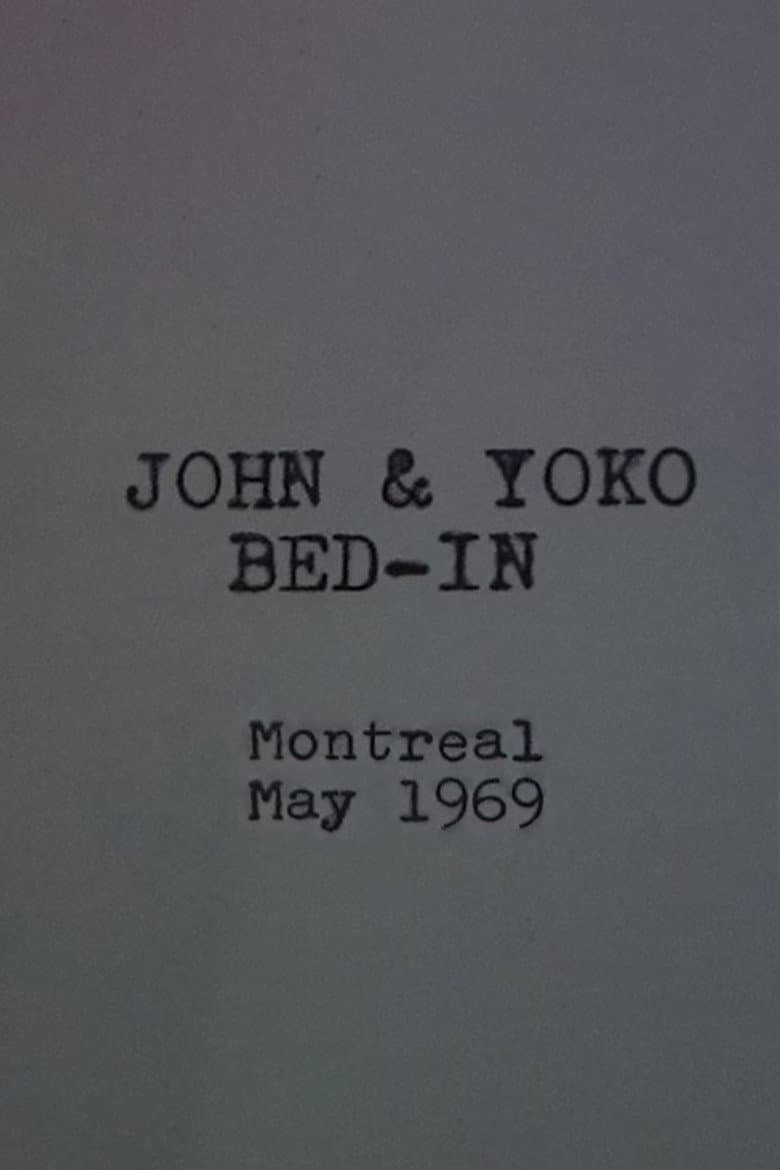 JOHN & YOKO
BED-IN
Montreal
May 1969